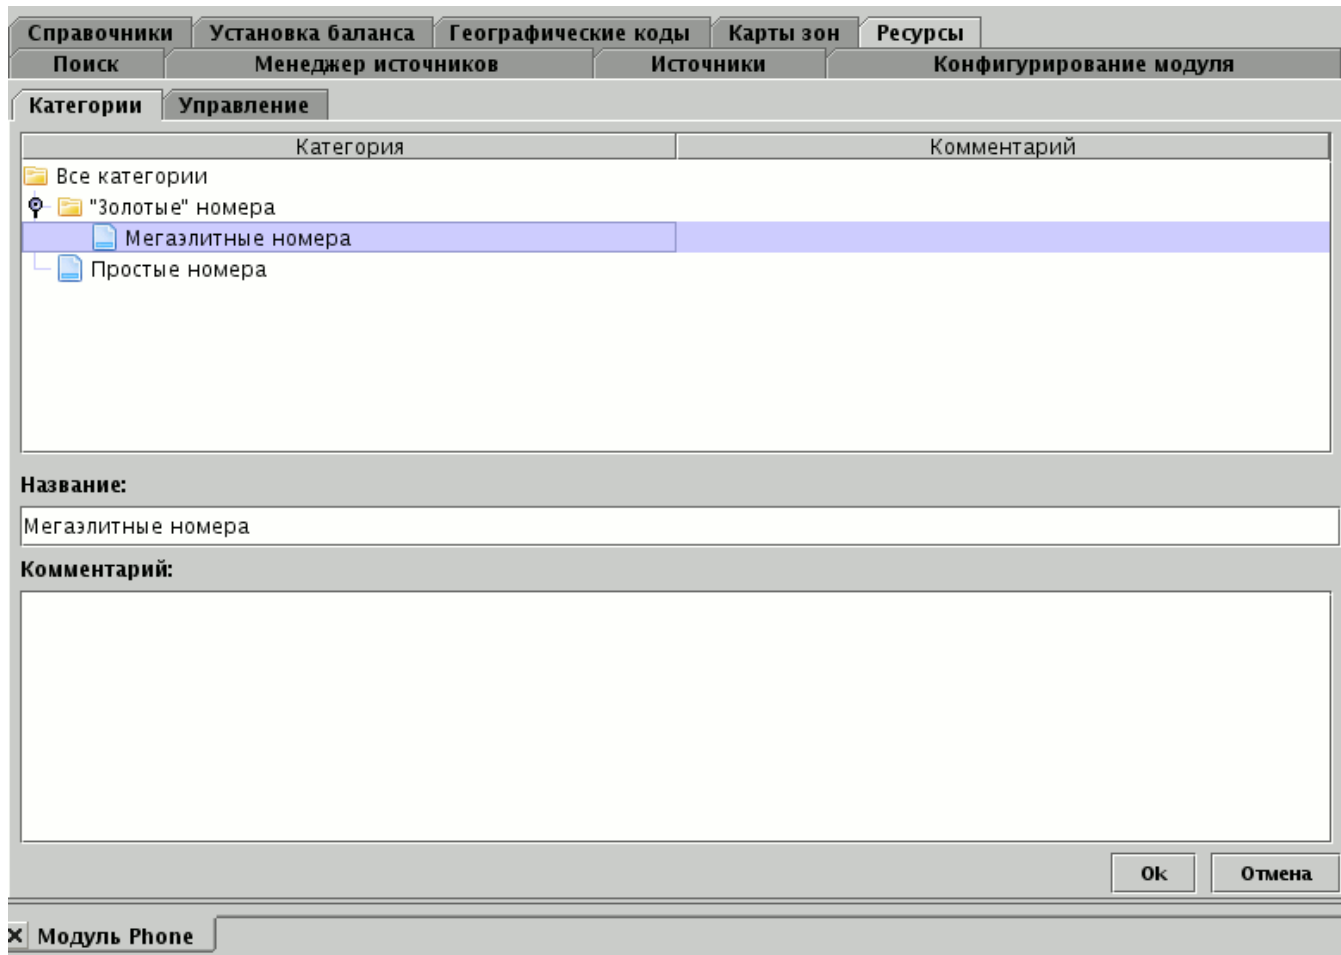 Справочники Установка баланса Географические коды Карты зон Ресурсы
Поиск Менеджер источников Источники Конфигурирование модуля
Категории Управление
Категория Комментарий
Все категории
"Золотые" номера
Мегаэлитные номера
Простые номера
Название:
Мегаэлитные номера
Комментарий:
Ok Отмена
Модуль Phone